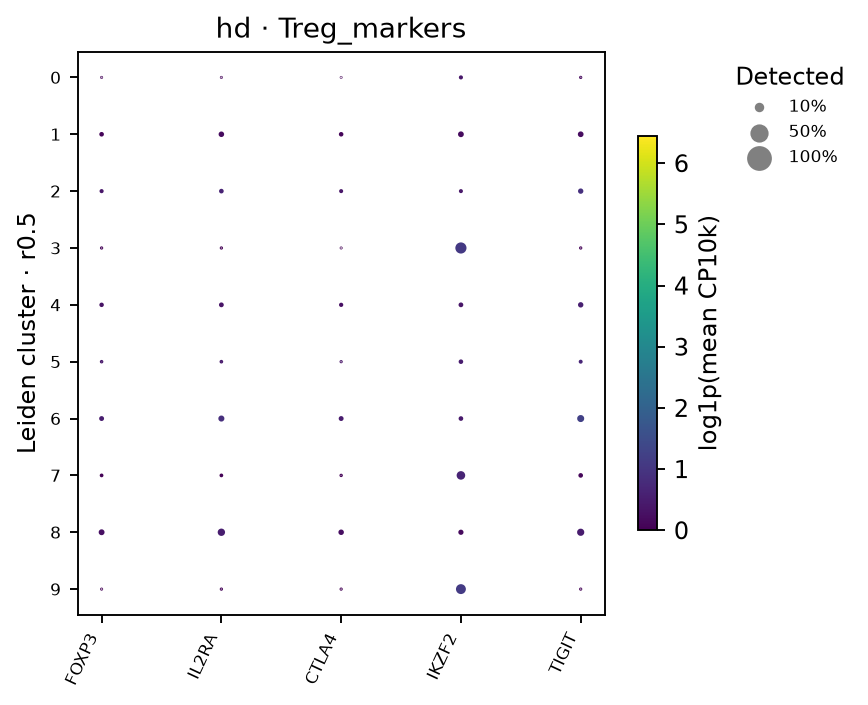 hd · Treg_markers
Detected
10%
50%
100%
Leiden cluster · r0.5
0
1
2
3
4
5
6
7
8
9
FOXP3
IL2RA
CTLA4
IKZF2
TIGIT
6
5
4
3
2
1
0
log1p(mean CP10k)